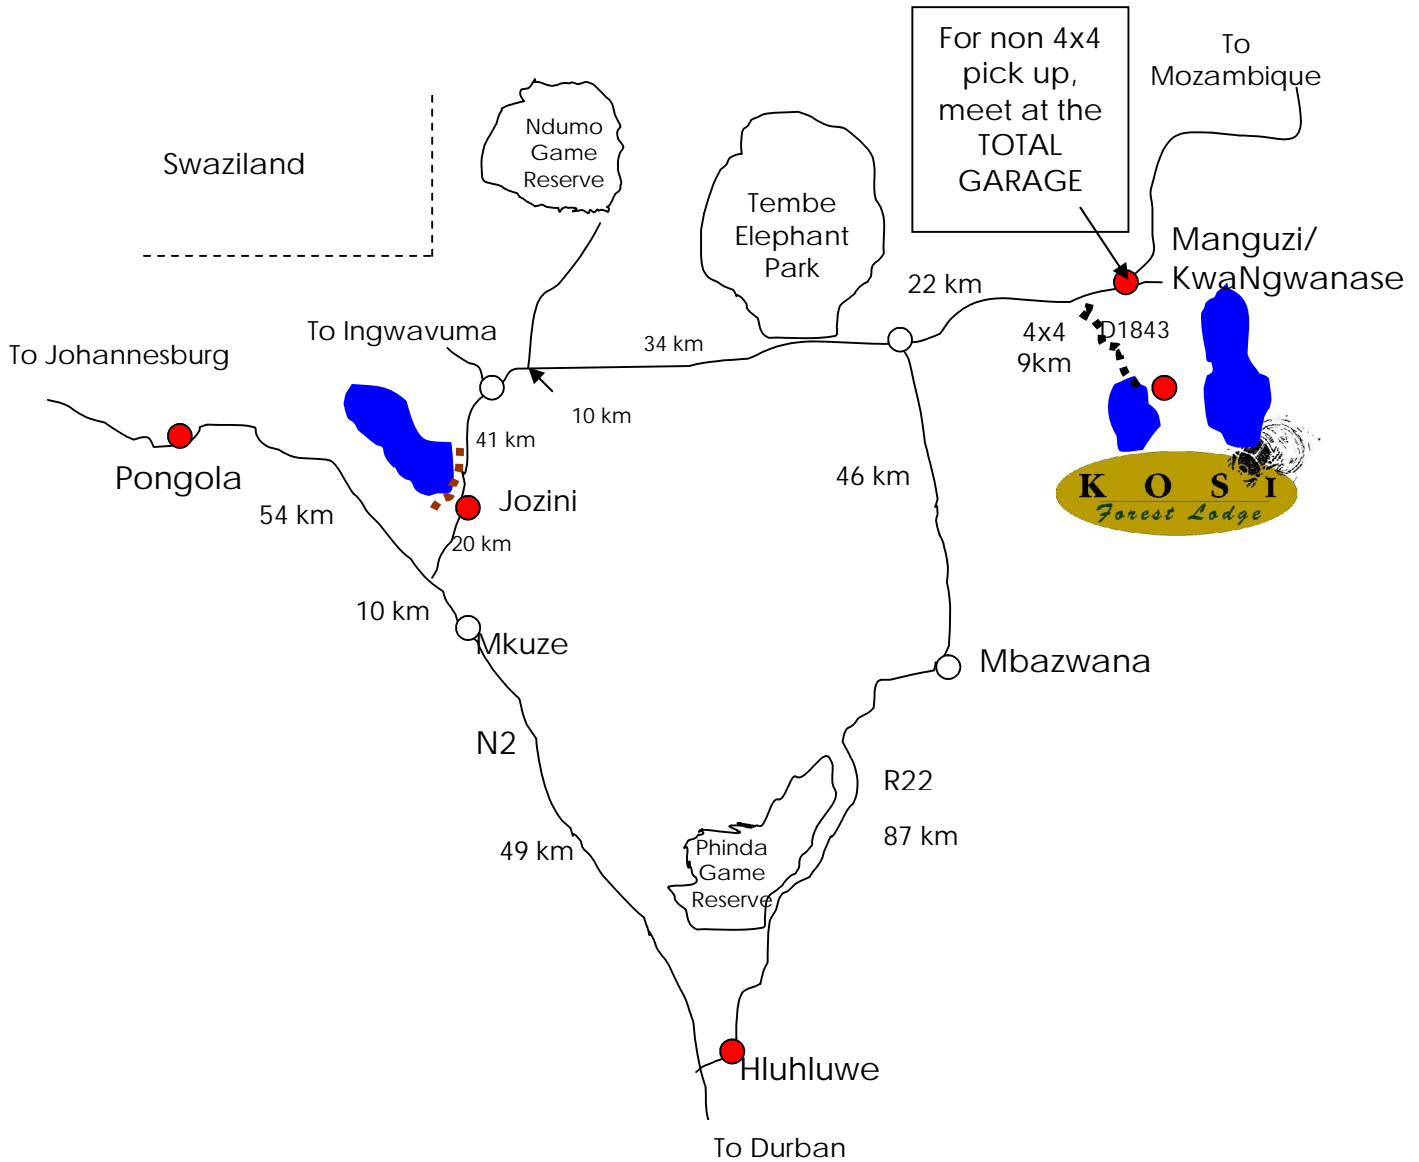 For non 4x4
pick up,
meet at the
TOTAL
GARAGE
To
Mozambique
Ndumo
Game
Reserve
Swaziland
Tembe
Elephant
Park
Manguzi/
KwaNgwanase
22 km
To Ingwavuma
34 km
4x4
9km
D1843
To Johannesburg
10 km
41 km
Pongola
46 km
Jozini
54 km
20 km
KOSI
Forest Lodge
10 km
Mkuze
Mbazwana
N2
R22
87 km
49 km
Phinda
Game
Reserve
Hluhluwe
To Durban